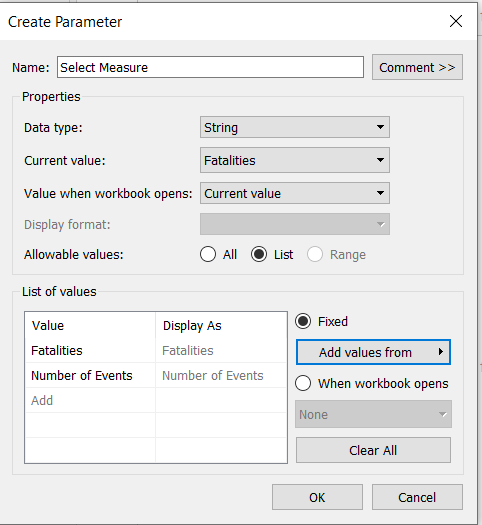 Create Parameter
Name: Select Measure Comment >>
Properties
Data type: String
Current value: Fatalities
Value when workbook opens: Current value
Display format:
Allowable values: All List Range
List of values
Value Display As
Fatalities Fatalities
Number of Events Number of Events
Add
Fixed
Add values from
When workbook opens
None
Clear All
OK Cancel